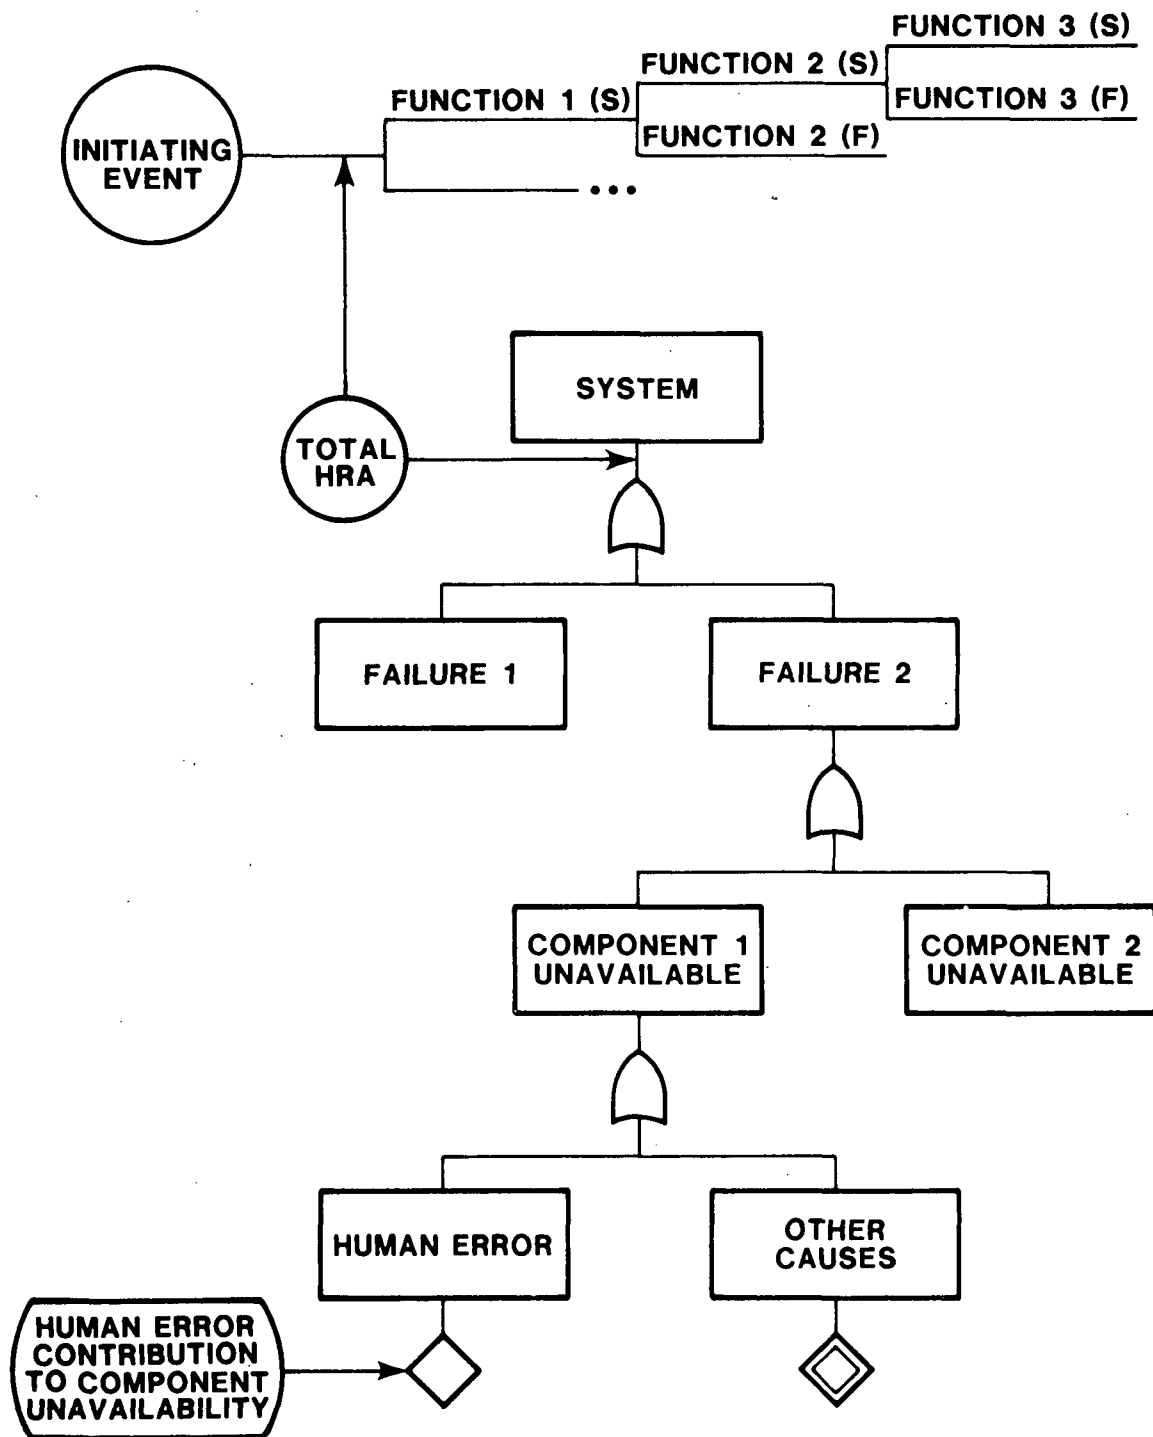 FUNCTION 3 (S)
FUNCTION 2 (S)
FUNCTION 1 (S)
FUNCTION 3 (F)
FUNCTION 2 (F)
INITIATING
EVENT
•••
SYSTEM
TOTAL
HRA
FAILURE 1
FAILURE 2
COMPONENT 1
UNAVAILABLE
COMPONENT 2
UNAVAILABLE
HUMAN ERROR
OTHER
CAUSES
HUMAN ERROR
CONTRIBUTION
TO COMPONENT
UNAVAILABILITY